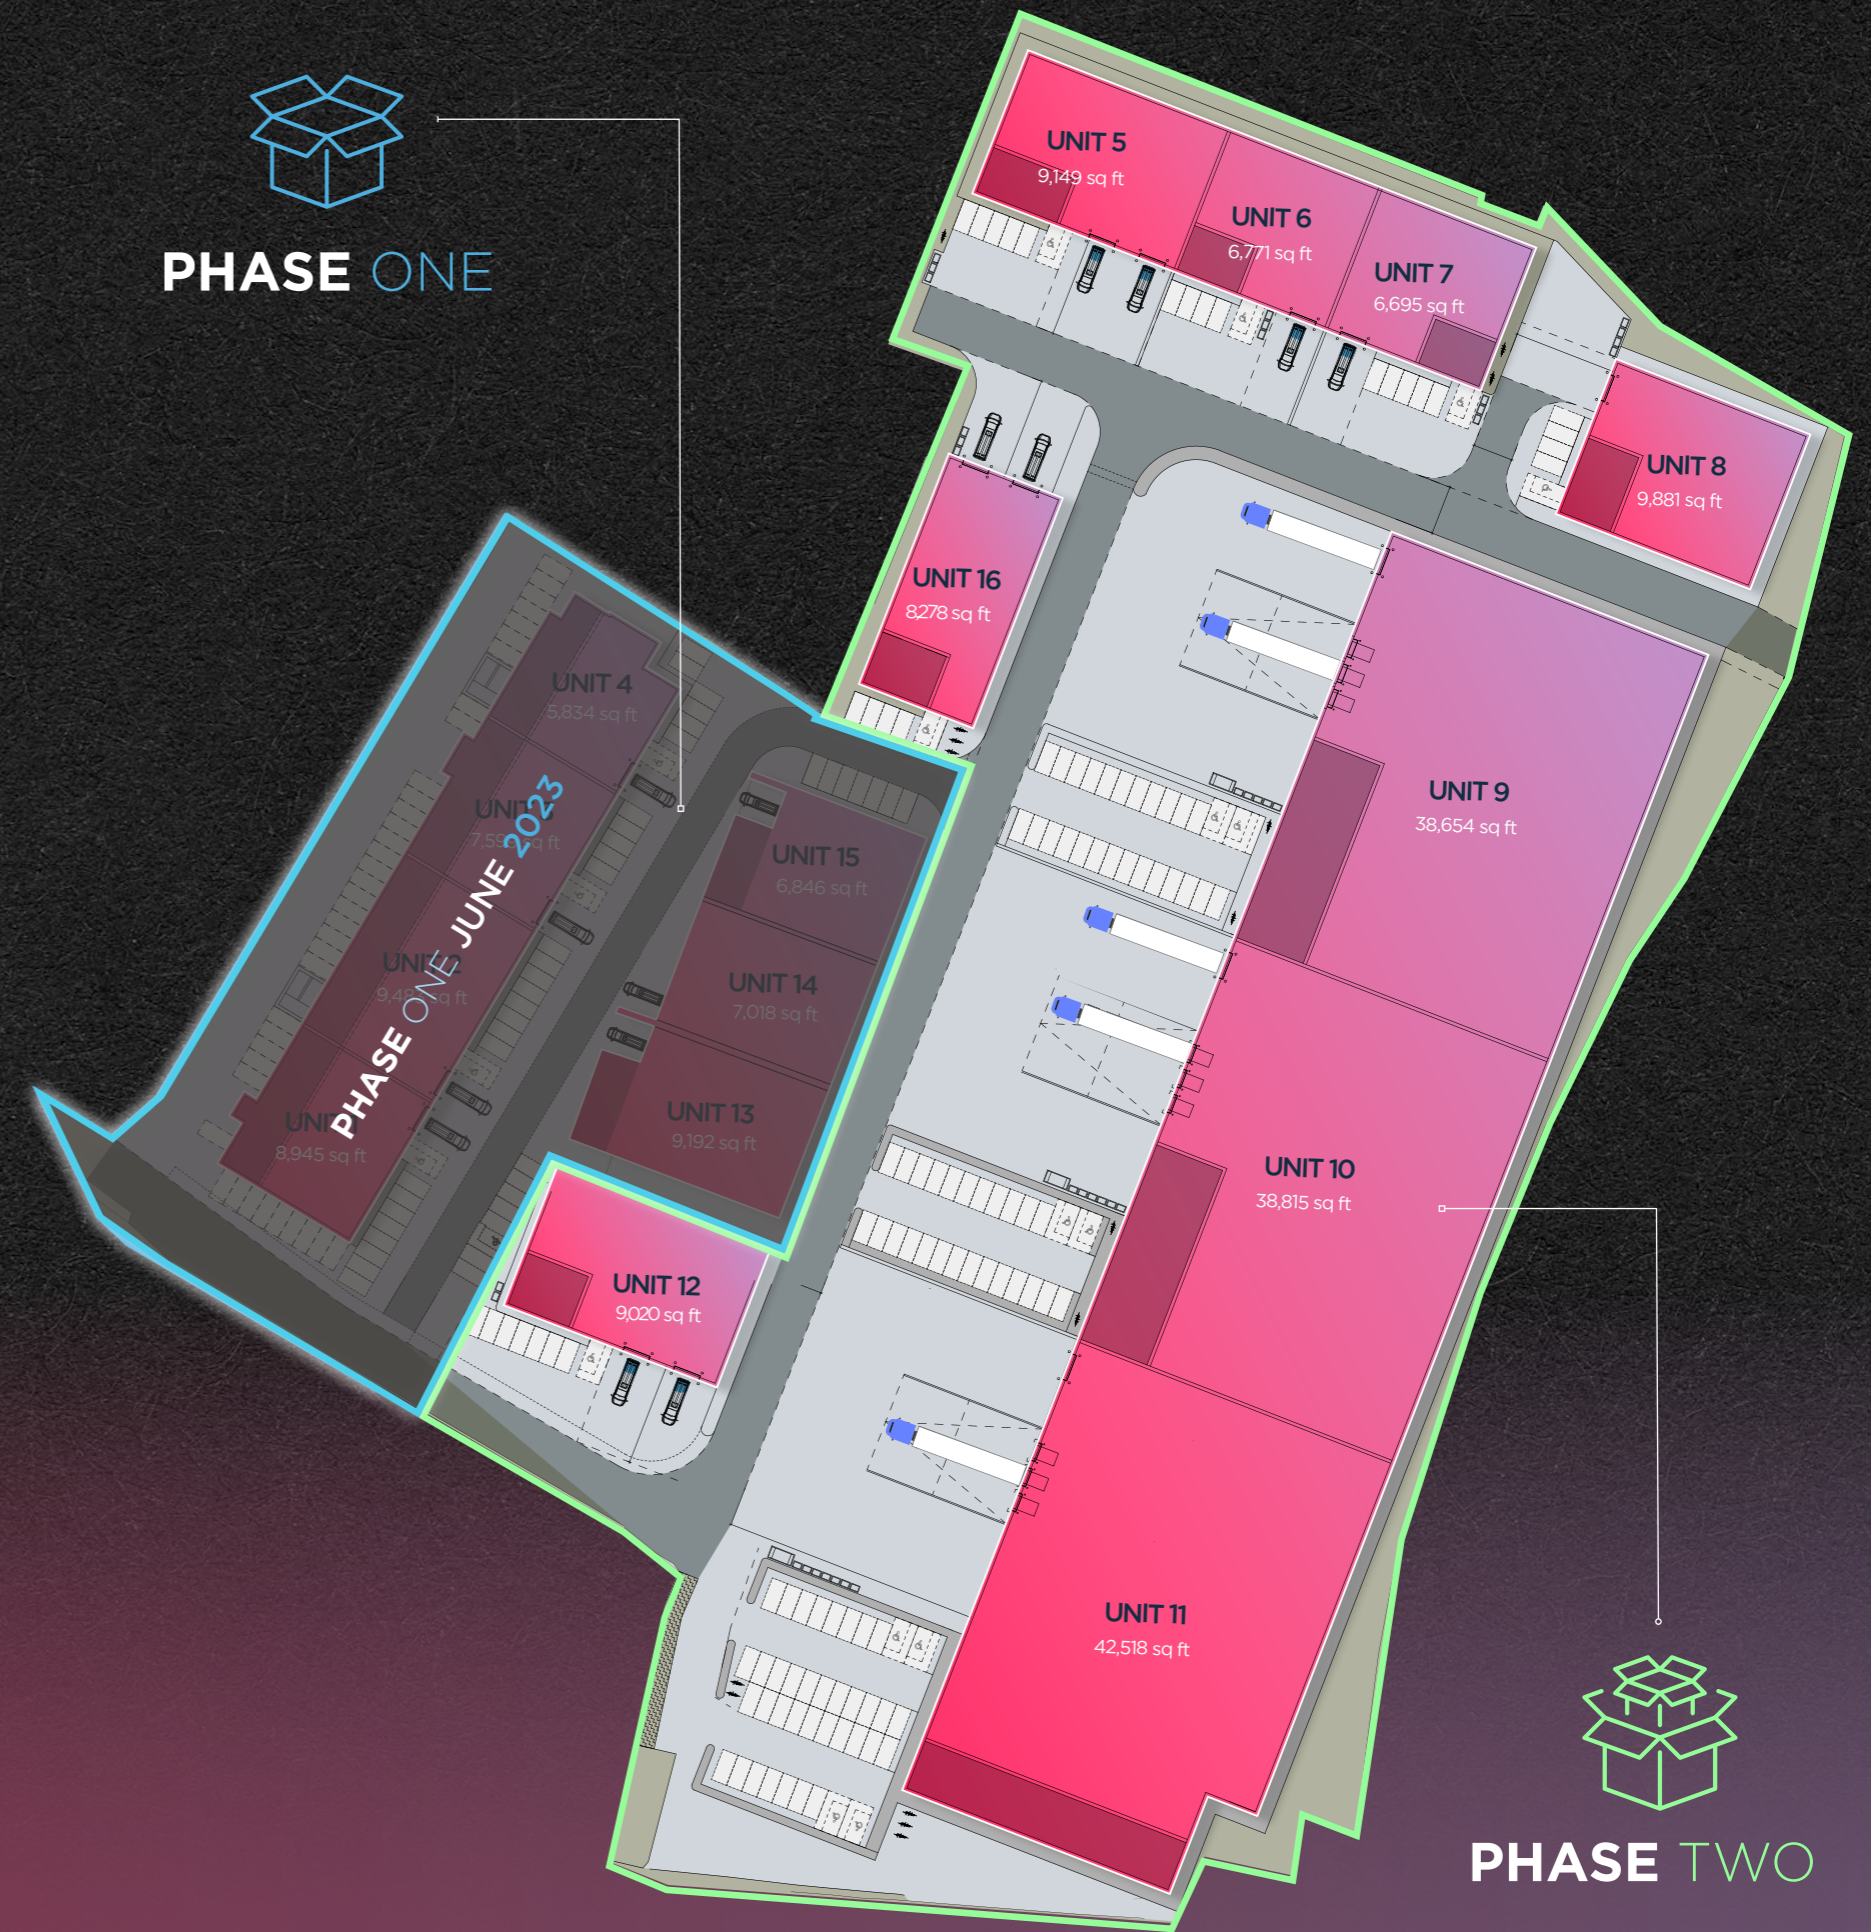 PHASE ONE
UNIT 5
9,149 sq ft
UNIT 6
6,771 sq ft
UNIT 7
6,695 sq ft
UNIT 8
9,881 sq ft
UNIT 16
8278 sq ft
UNIT 4
5,834 sq ft
UNIT 9
38,654 sq ft
PHASE ONE JUNE 2023
UNIT 15
6,846 sq ft
UNIT 14
7,018 sq ft
UNIT 13
9,192 sq ft
8,945 sq ft
UNIT 10
38,815 sq ft
UNIT 12
9,020 sq ft
UNIT 11
42,518 sq ft
PHASE TWO